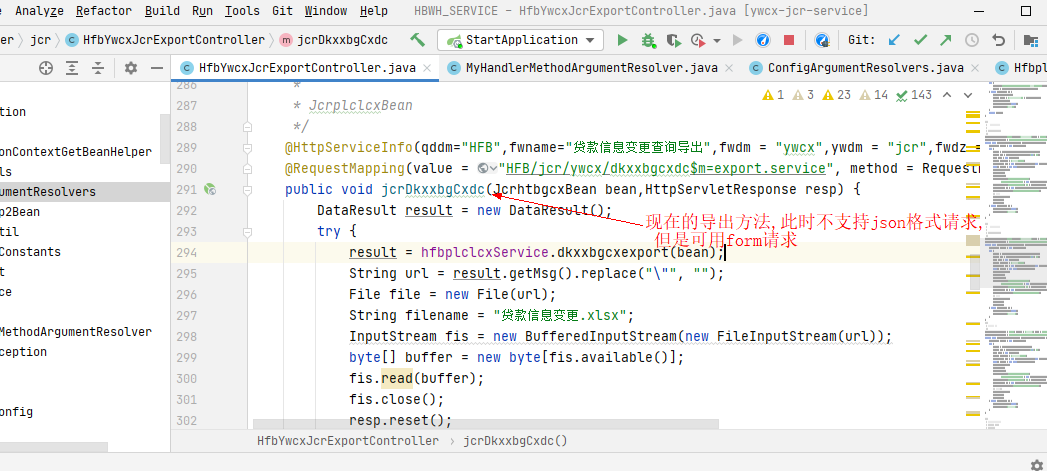 Analyze Refactor Build Run Tools Git Window Help HBWH_SERVICE - HfbYwcxJcrExportController.java [ywcx-jcr-service]
er 〉 jcr 〉 HfbYwcxJcrExportController 〉 jcrDkxxbgCxdc StartApplication Git:
HfbYwcxJcrExportController.java MyHandlerMethodArgumentResolver.java ConfigArgumentResolvers.java Hfbpl
1 3 23 14 143
tion
onContextGetBeanHelper
ls
umentResolvers
p2Bean
til
Constants
t
ce
MethodArgumentResolver
ception
onfig
286 *
287 * JcrplclcxBean
288 */
289 @HttpServiceInfo(qddm="HFB",fwname="贷款信息变更查询导出",fwdm = "ywcx",ywdm = "jcr",fwdz =
290 @RequestMapping(value = "HFB/jcr/ywcx/dkxxbgcxdc$m=export.service", method = Request
291 public void jcrDkxxbgCxdc(JcrhtbgcxBean bean,HttpServletResponse resp) {
292 DataResult result = new DataResult();
293 try {
294 result = hfbplclcxService.dkxxbgcxexport(bean);
295 String url = result.getMsg().replace("\"", "");
296 File file = new File(url);
297 String filename = "贷款信息变更.xlsx";
298 InputStream fis = new BufferedInputStream(new FileInputStream(url));
299 byte[] buffer = new byte[fis.available()];
300 fis.read(buffer);
301 fis.close();
302 resp.reset();
现在的导出方法,此时不支持json格式请求,
但是可用form请求
HfbYwcxJcrExportController 〉 jcrDkxxbgCxdc()